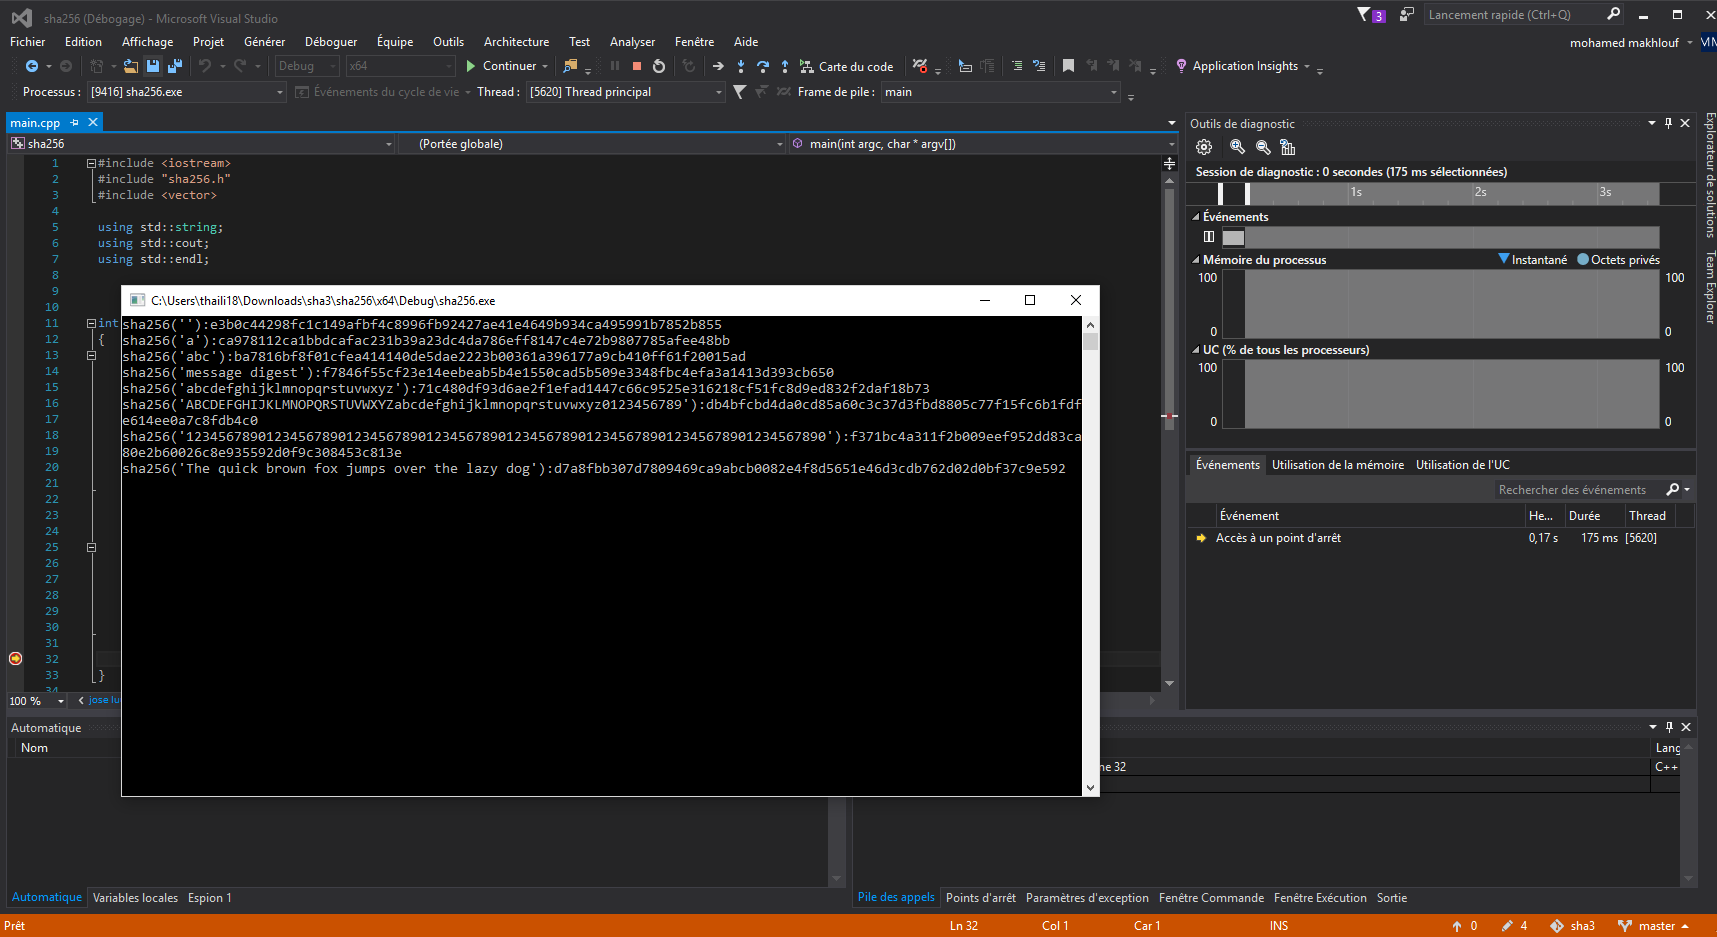 sha256 (Débogage) - Microsoft Visual Studio
3
Lancement rapide (Ctrl+Q)
Fichier Edition Affichage Projet Générer Déboguer Équipe Outils Architecture Test Analyser Fenêtre Aide
mohamed makhlouf
MM
Debug x64 Continuer Carte du code Application Insights
Processus : [9416] sha256.exe Événements du cycle de vie Thread : [5620] Thread principal Frame de pile : main
main.cpp
sha256 (Portée globale) main(int argc, char * argv[])
1 #include <iostream>
2 #include "sha256.h"
3 #include <vector>
4
5 using std::string;
6 using std::cout;
7 using std::endl;
8
9
10
11 int
12 {
13
14
15
16
17
18
19
20
21
22
23
24
25
26
27
28
29
30
31
32
33 }
34
100 %
jose lu
C:\Users\thaili18\Downloads\sha3\sha256\x64\Debug\sha256.exe
sha256(''):e3b0c44298fc1c149afbf4c8996fb92427ae41e4649b934ca495991b7852b855
sha256('a'):ca978112ca1bbdcafac231b39a23dc4da786eff8147c4e72b9807785afee48bb
sha256('abc'):ba7816bf8f01cfea414140de5dae2223b00361a396177a9cb410ff61f20015ad
sha256('message digest'):f7846f55cf23e14eebeab5b4e1550cad5b509e3348fbc4efa3a1413d393cb650
sha256('abcdefghijklmnopqrstuvwxyz'):71c480df93d6ae2f1efad1447c66c9525e316218cf51fc8d9ed832f2daf18b73
sha256('ABCDEFGHIJKLMNOPQRSTUVWXYZabcdefghijklmnopqrstuvwxyz0123456789'):db4bfcbd4da0cd85a60c3c37d3fbd8805c77f15fc6b1fdf
e614ee0a7c8fdb4c0
sha256('12345678901234567890123456789012345678901234567890123456789012345678901234567890'):f371bc4a311f2b009eef952dd83ca
80e2b60026c8e935592d0f9c308453c813e
sha256('The quick brown fox jumps over the lazy dog'):d7a8fbb307d7809469ca9abcb0082e4f8d5651e46d3cdb762d02d0bf37c9e592
Outils de diagnostic
Session de diagnostic : 0 secondes (175 ms sélectionnées)
1s 2s 3s
Événements
Mémoire du processus Instantané Octets privés
100 100
0 0
UC (% de tous les processeurs)
100 100
0 0
Événements Utilisation de la mémoire Utilisation de l'UC
Rechercher des événements
Événement He... Durée Thread
Accès à un point d'arrêt 0,17 s 175 ms [5620]
Explorateur de solutions
Team Explorer
Automatique
Nom
Lang
ne 32 C++
Automatique Variables locales Espion 1
Pile des appels Points d'arrêt Paramètres d'exception Fenêtre Commande Fenêtre Exécution Sortie
Prêt Ln 32 Col 1 Car 1 INS 0 4 sha3 master